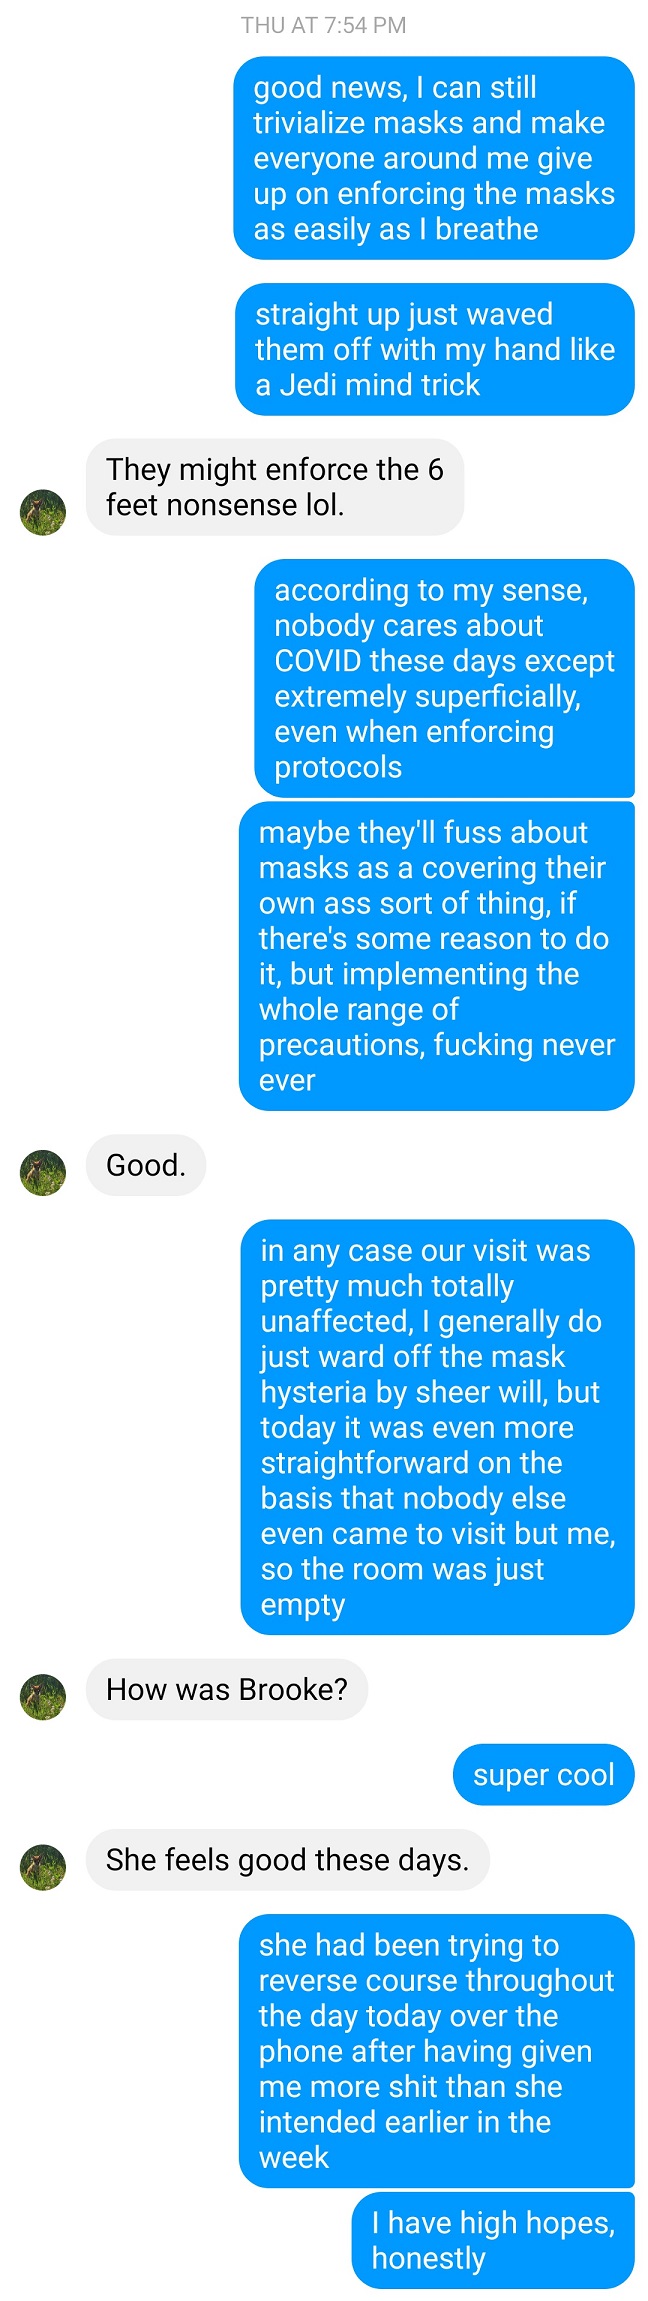 THU AT 7:54 PM
good news, I can still
trivialize masks and make
everyone around me give
up on enforcing the masks
as easily as I breathe
straight up just waved
them off with my hand like
a Jedi mind trick
They might enforce the 6
feet nonsense lol.
according to my sense,
nobody cares about
COVID these days except
extremely superficially,
even when enforcing
protocols
maybe they'll fuss about
masks as a covering their
own ass sort of thing, if
there's some reason to do
it, but implementing the
whole range of
precautions, fucking never
ever
Good.
in any case our visit was
pretty much totally
unaffected, I generally do
just ward off the mask
hysteria by sheer will, but
today it was even more
straightforward on the
basis that nobody else
even came to visit but me,
so the room was just
empty
How was Brooke?
super cool
She feels good these days.
she had been trying to
reverse course throughout
the day today over the
phone after having given
me more shit than she
intended earlier in the
week
I have high hopes,
honestly